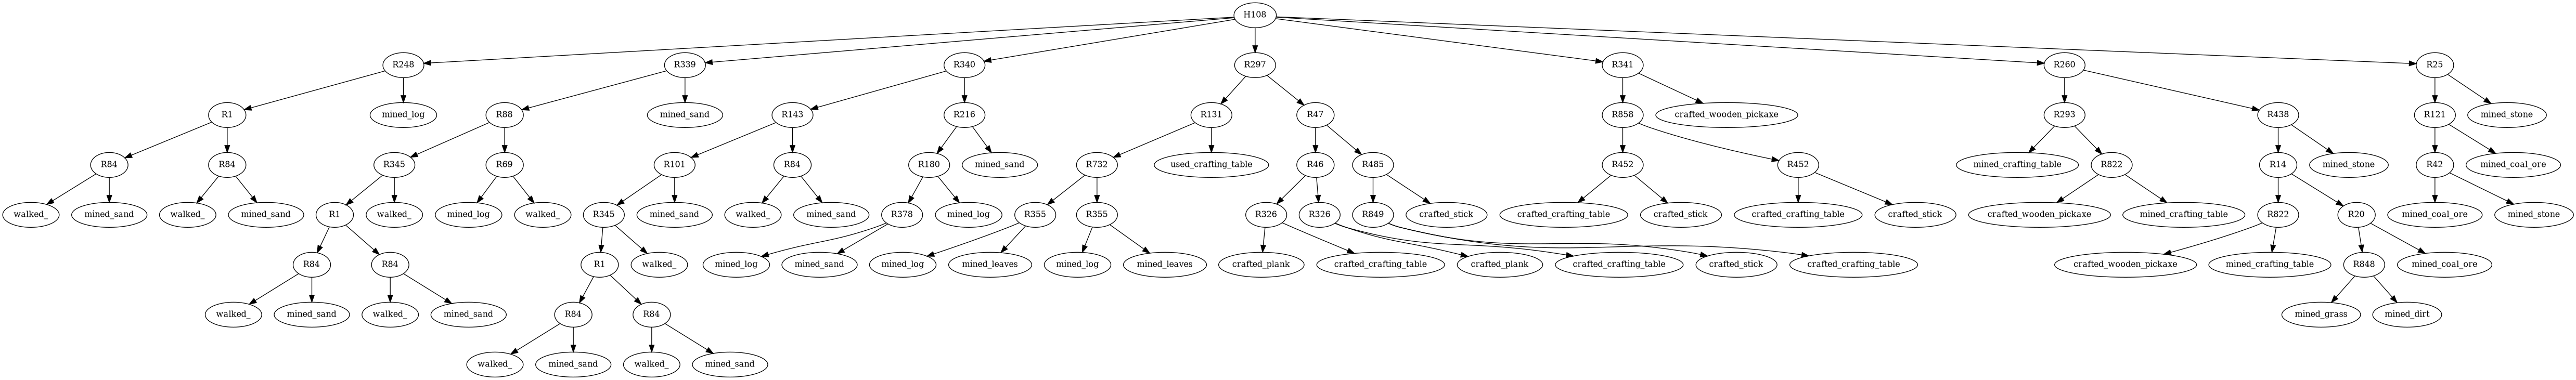 H108
R248 R339 R340 R297 R341 R260 R25
R1 mined_log R88 mined_sand R143 R216 R131 R47 R858 crafted_wooden_pickaxe R293 R438 R121 mined_stone
R84 R84 R345 R69 R101 R84 R180 mined_sand R732 used_crafting_table R46 R485 R452 R452 mined_crafting_table R822 R14 mined_stone R42 mined_coal_ore
walked_ mined_sand walked_ mined_sand R1 walked_ mined_log walked_ R345 mined_sand walked_ mined_sand R378 mined_log R355 R355 R326 R326 R849 crafted_stick crafted_crafting_table crafted_stick crafted_crafting_table crafted_stick crafted_wooden_pickaxe mined_crafting_table R822 R20 mined_coal_ore mined_stone
R84 R84 R1 walked_ mined_log mined_sand mined_log mined_leaves mined_log mined_leaves crafted_plank crafted_crafting_table crafted_plank crafted_crafting_table crafted_stick crafted_crafting_table crafted_wooden_pickaxe mined_crafting_table R848 mined_coal_ore
walked_ mined_sand walked_ mined_sand R84 R84 mined_grass mined_dirt
walked_ mined_sand walked_ mined_sand